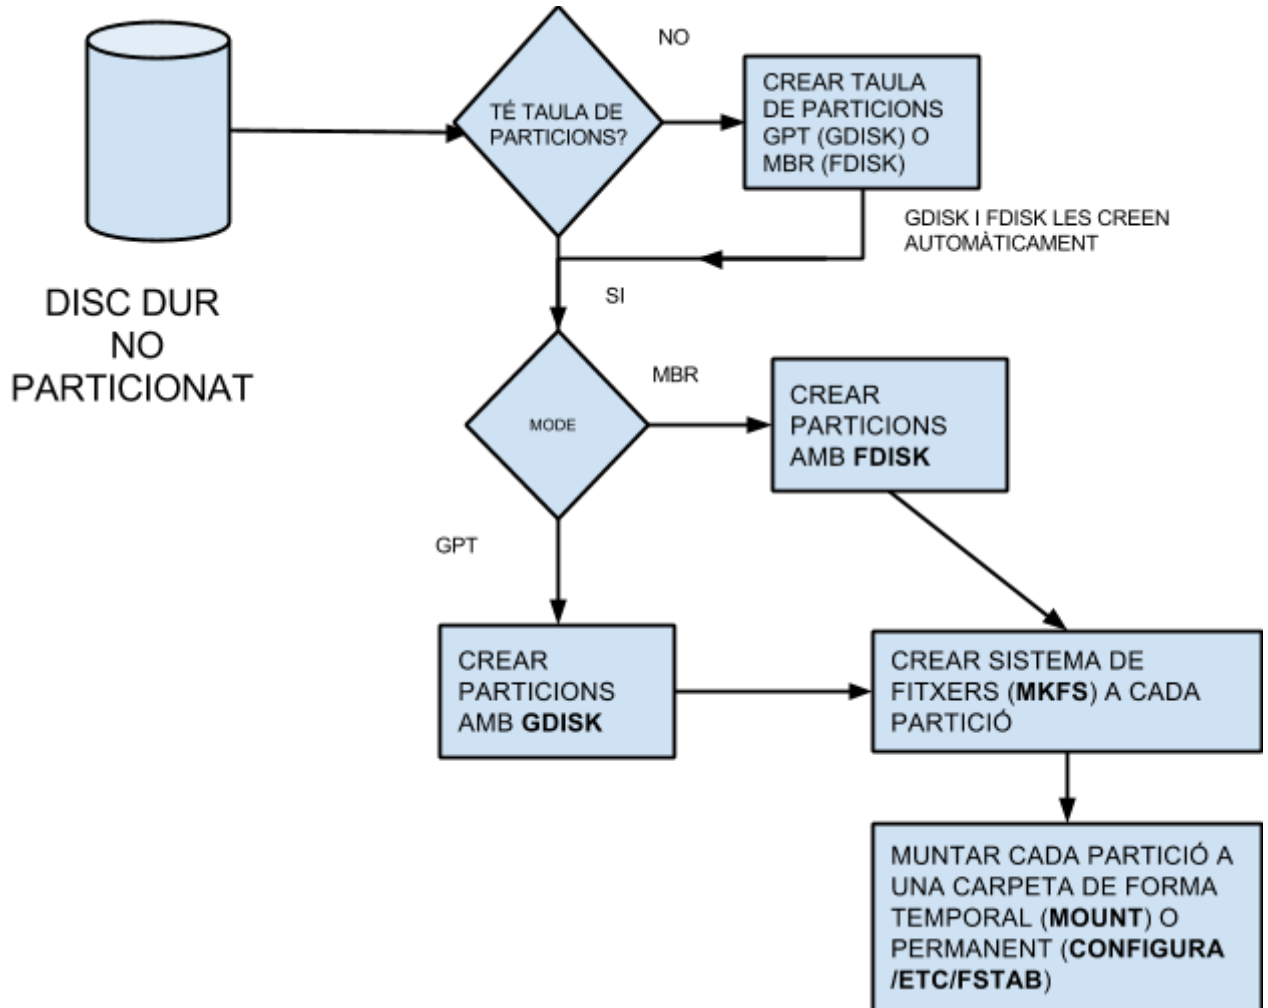 NO
TÉ TAULA DE
PARTICIONS?
CREAR TAULA
DE PARTICIONS
GPT (GDISK) O
MBR (FDISK)
GDISK I FDISK LES CREEN
AUTOMÀTICAMENT
DISC DUR
NO
PARTICIONAT
SI
MODE
MBR
CREAR
PARTICIONS
AMB FDISK
GPT
CREAR
PARTICIONS
AMB GDISK
CREAR SISTEMA DE
FITXERS (MKFS) A CADA
PARTICIÓ
MUNTAR CADA PARTICIÓ A
UNA CARPETA DE FORMA
TEMPORAL (MOUNT) O
PERMANENT (CONFIGURA
/ETC/FSTAB)